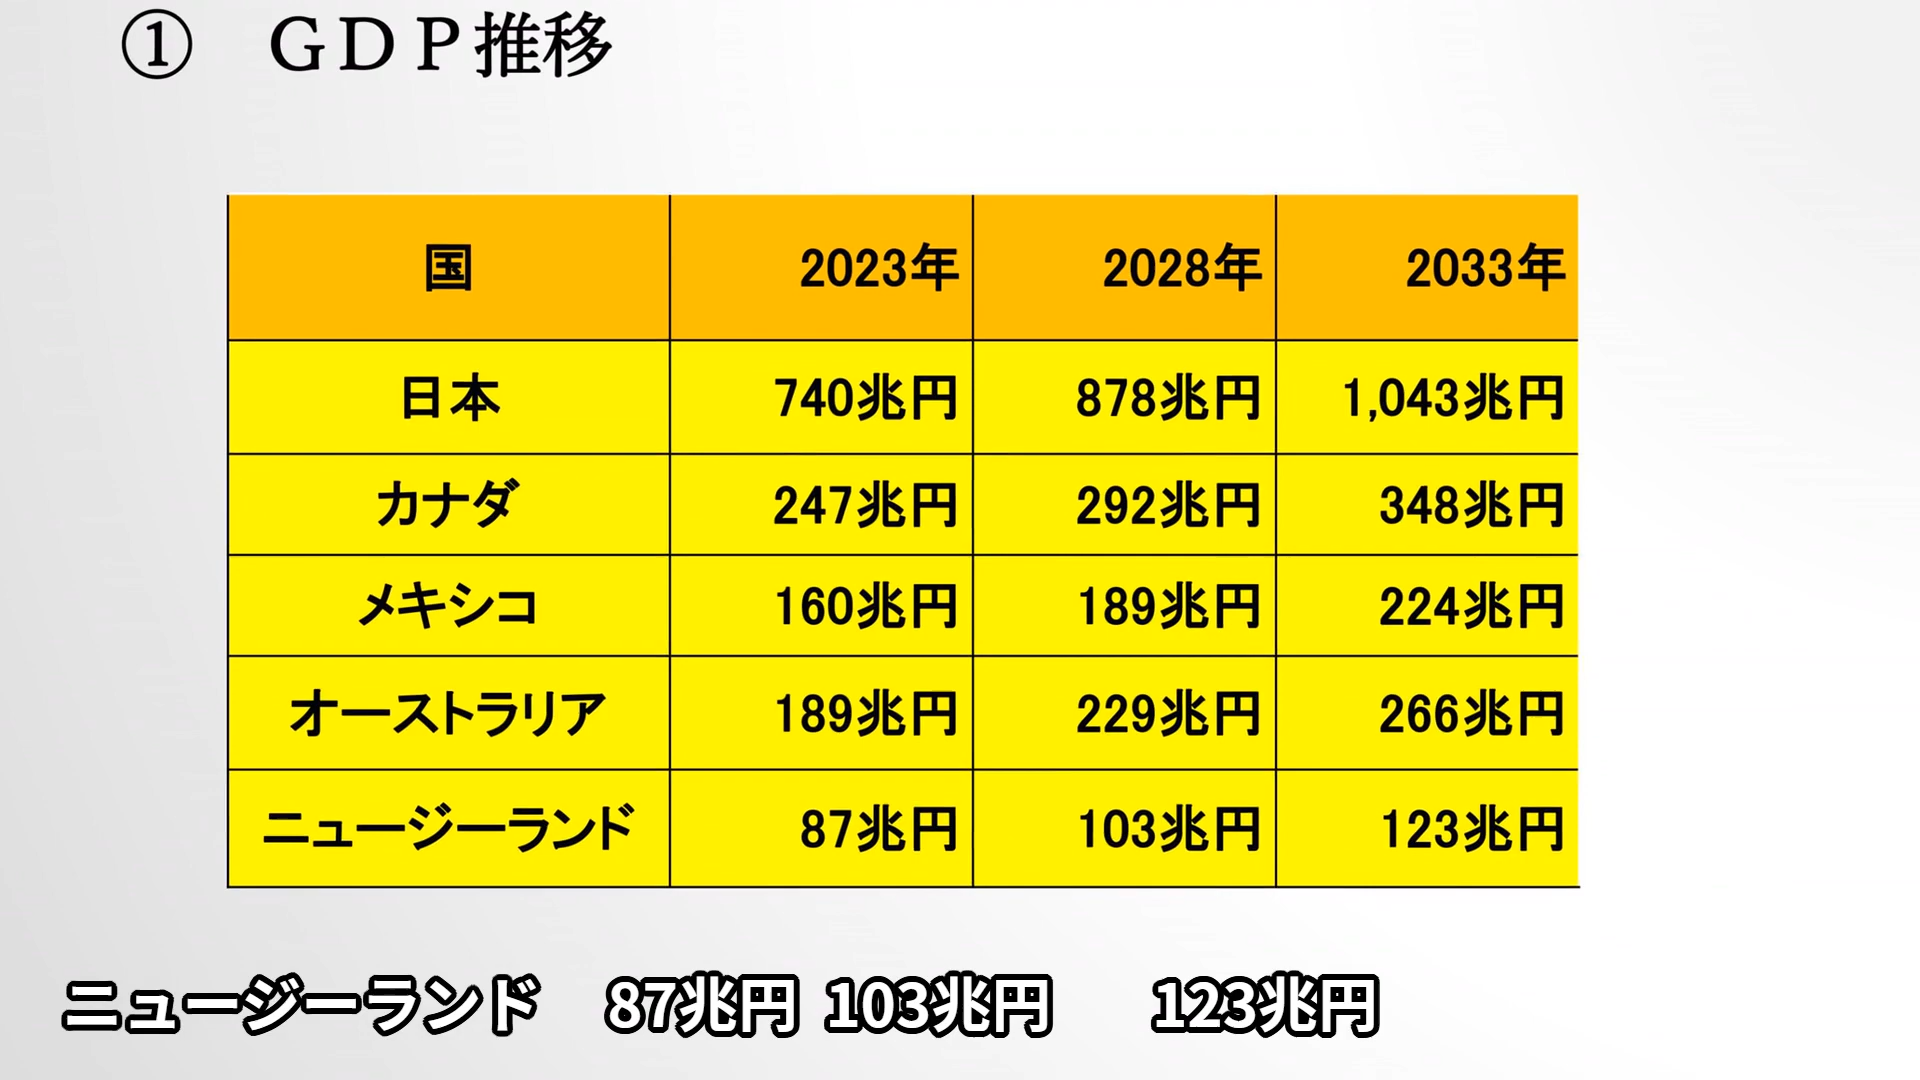 ① ＧＤＰ推移
国 2023年 2028年 2033年
日本 740兆円 878兆円 1,043兆円
カナダ 247兆円 292兆円 348兆円
メキシコ 160兆円 189兆円 224兆円
オーストラリア 189兆円 229兆円 266兆円
ニュージーランド 87兆円 103兆円 123兆円
ニュージーランド 87兆円 103兆円 123兆円